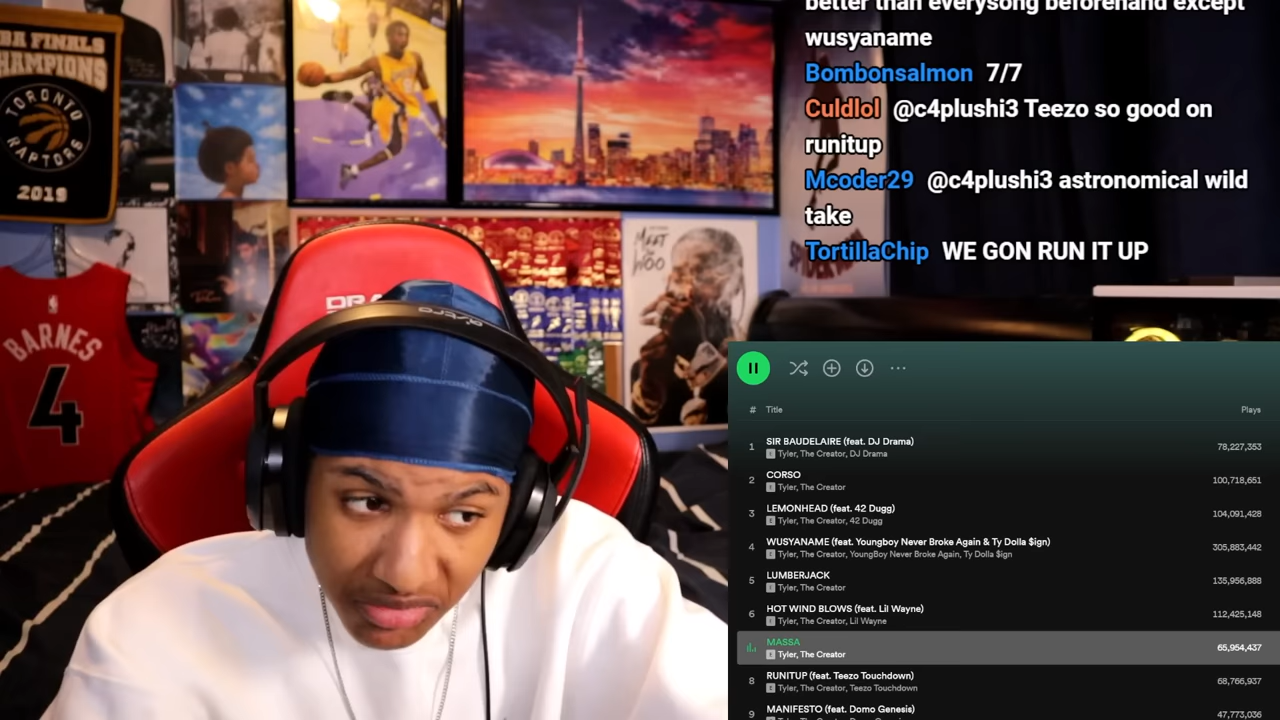 NBA FINALS
CHAMPIONS
TORONTO
RAPTORS
2019
BARNES
4
MEET
THE
WOO
astro
better than everysong beforehand except
wusyaname
Bombonsalmon 7/7
Culdlol @c4plushi3 Teezo so good on
runitup
Mcoder29 @c4plushi3 astronomical wild
take
TortillaChip WE GON RUN IT UP
# Title Plays
1 SIR BAUDELAIRE (feat. DJ Drama) 78,227,353
E Tyler, The Creator, DJ Drama
2 CORSO 100,718,651
E Tyler, The Creator
3 LEMONHEAD (feat. 42 Dugg) 104,091,428
E Tyler, The Creator, 42 Dugg
4 WUSYANAME (feat. Youngboy Never Broke Again & Ty Dolla $ign) 305,883,442
E Tyler, The Creator, YoungBoy Never Broke Again, Ty Dolla $ign
5 LUMBERJACK 135,956,888
E Tyler, The Creator
6 HOT WIND BLOWS (feat. Lil Wayne) 112,425,148
E Tyler, The Creator, Lil Wayne
MASSA 65,954,437
E Tyler, The Creator
8 RUNITUP (feat. Teezo Touchdown) 68,766,937
E Tyler, The Creator, Teezo Touchdown
9 MANIFESTO (feat. Domo Genesis) 47,773,036